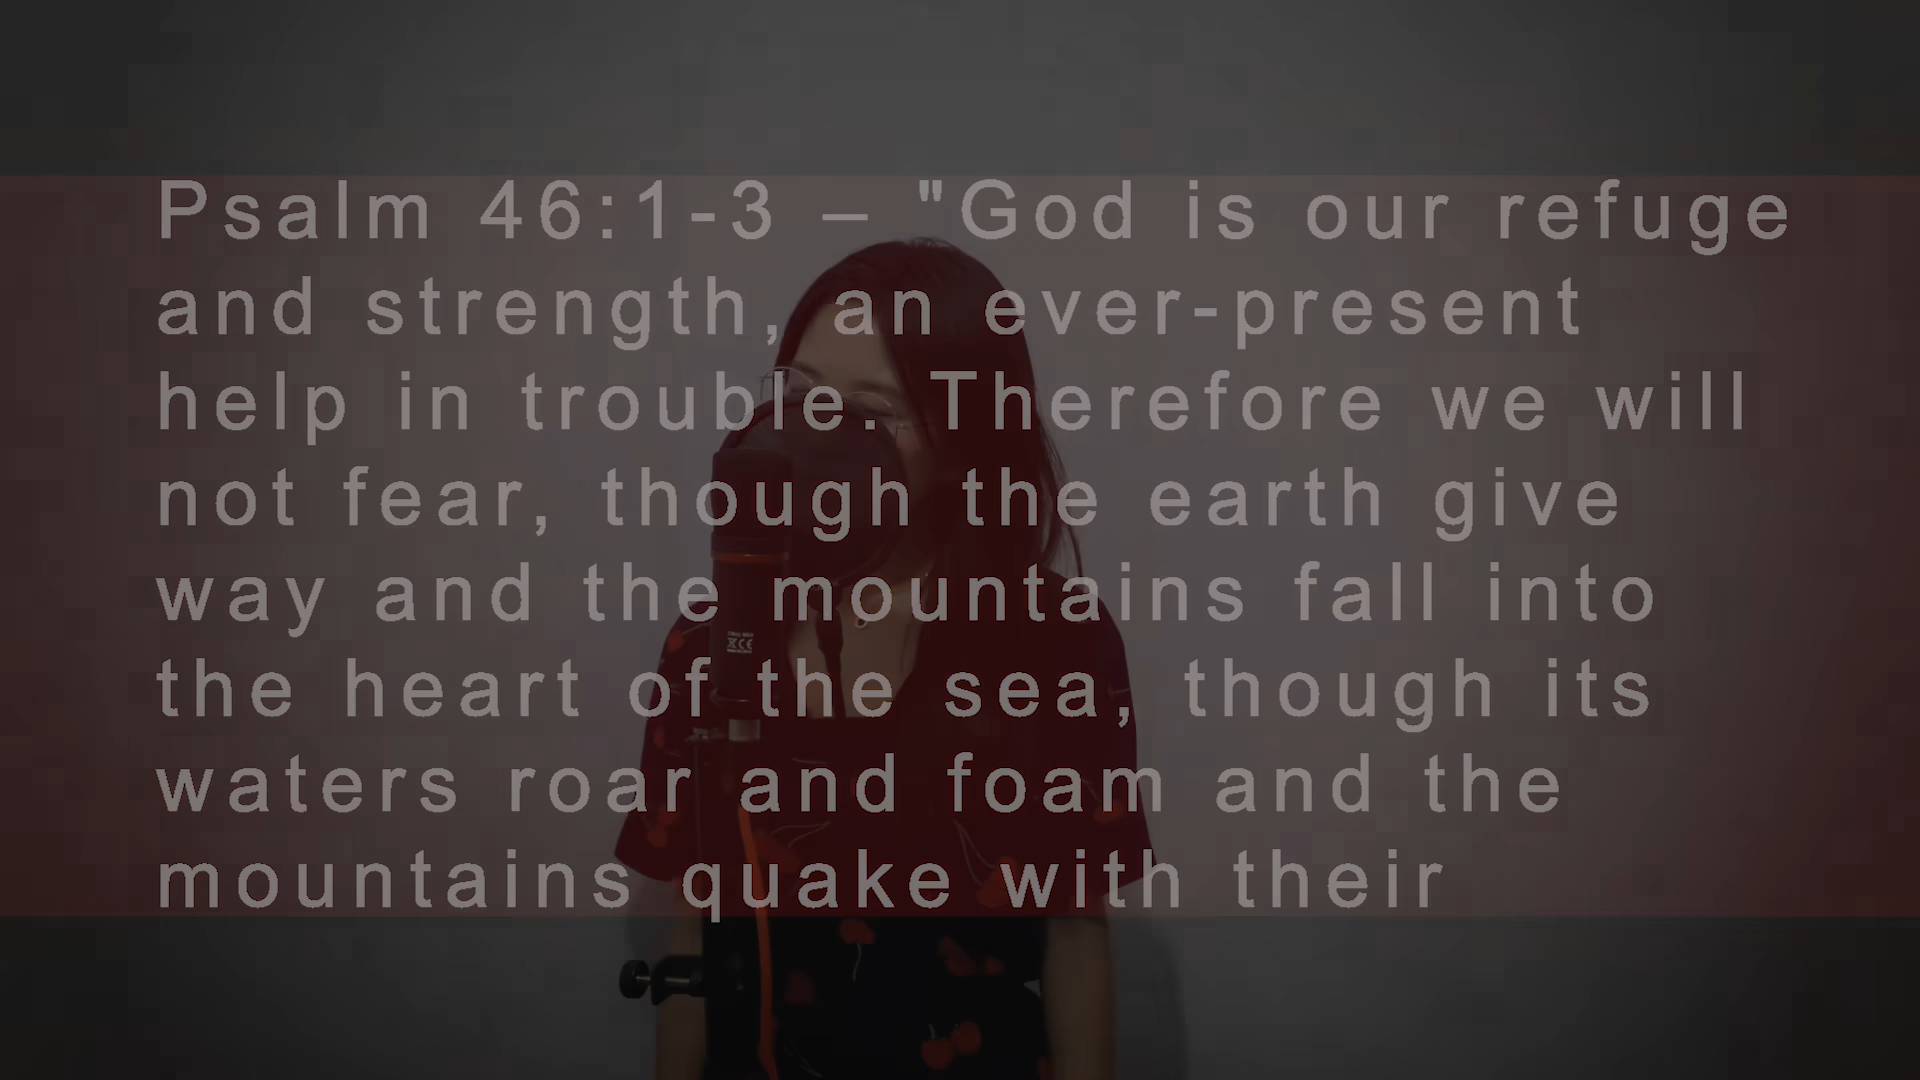 Psalm 46:1-3 – "God is our refuge
and strength, an ever-present
help in trouble. Therefore we will
not fear, though the earth give
way and the mountains fall into
the heart of the sea, though its
waters roar and foam and the
mountains quake with their